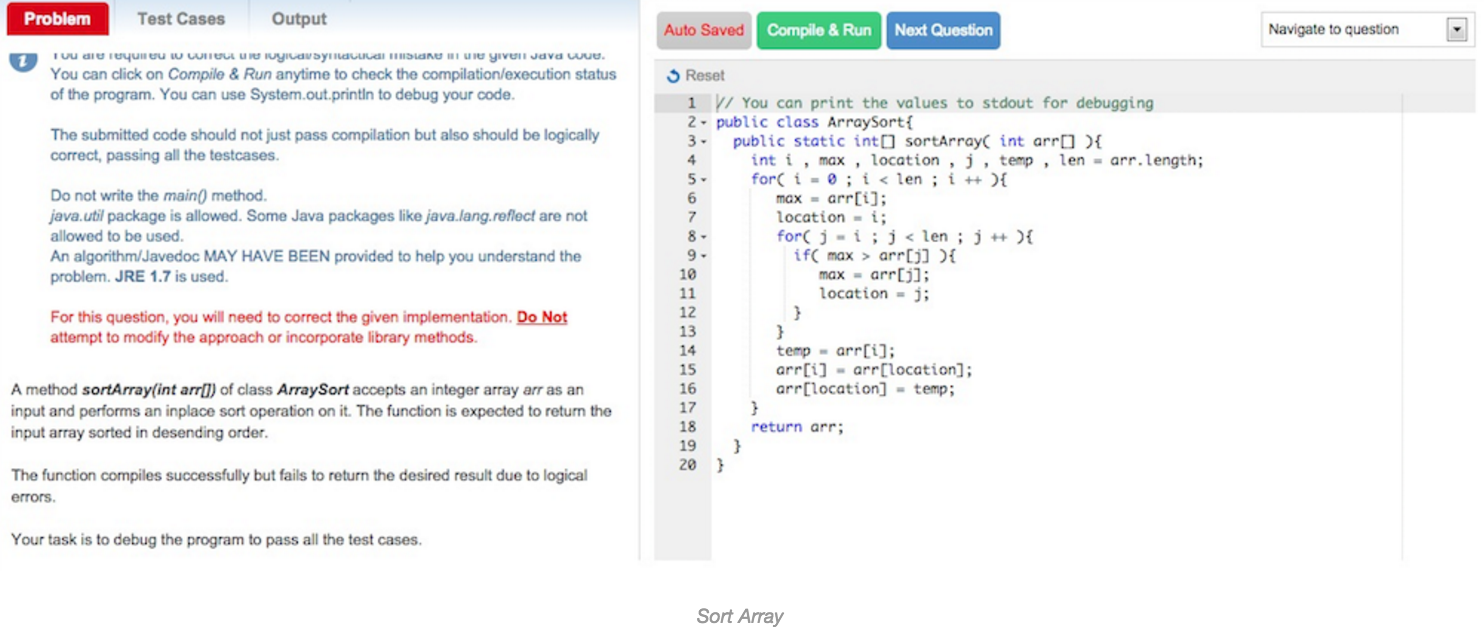 Problem
Test Cases
Output
You are required to correct the logical/syntactical mistake in the given Java code.
You can click on Compile & Run anytime to check the compilation/execution status
of the program. You can use System.out.println to debug your code.
The submitted code should not just pass compilation but also should be logically
correct, passing all the testcases.
Do not write the main() method.
java.util package is allowed. Some Java packages like java.lang.reflect are not
allowed to be used.
An algorithm/Javedoc MAY HAVE BEEN provided to help you understand the
problem. JRE 1.7 is used.
For this question, you will need to correct the given implementation. Do Not
attempt to modify the approach or incorporate library methods.
A method sortArray(int arr[]) of class ArraySort accepts an integer array arr as an
input and performs an inplace sort operation on it. The function is expected to return the
input array sorted in desending order.
The function compiles successfully but fails to return the desired result due to logical
errors.
Your task is to debug the program to pass all the test cases.
Auto Saved
Compile & Run
Next Question
Navigate to question
Reset
1 // You can print the values to stdout for debugging
2 public class ArraySort{
3 public static int[] sortArray( int arr[] ){
4 int i , max , location , j , temp , len = arr.length;
5 for( i = 0 ; i < len ; i ++ ){
6 max = arr[i];
7 location = i;
8 for( j = i ; j < len ; j ++ ){
9 if( max > arr[j] ){
10 max = arr[j];
11 location = j;
12 }
13 }
14 temp = arr[i];
15 arr[i] = arr[location];
16 arr[location] = temp;
17 }
18 return arr;
19 }
20 }
Sort Array